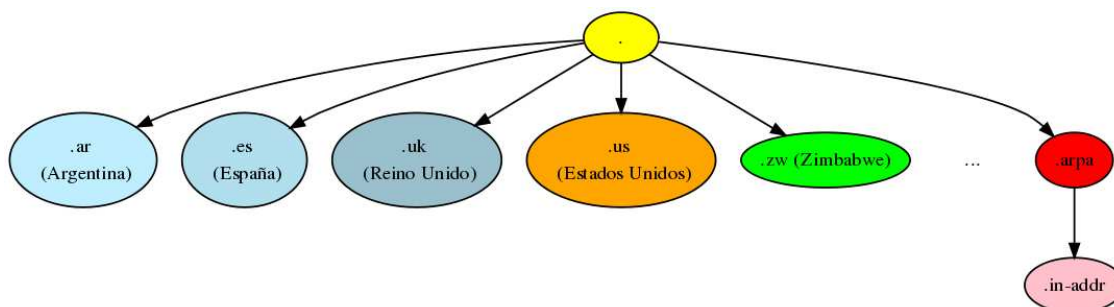 .
.ar
(Argentina)
.es
(España)
.uk
(Reino Unido)
.us
(Estados Unidos)
.zw (Zimbabwe)
...
.arpa
.in-addr